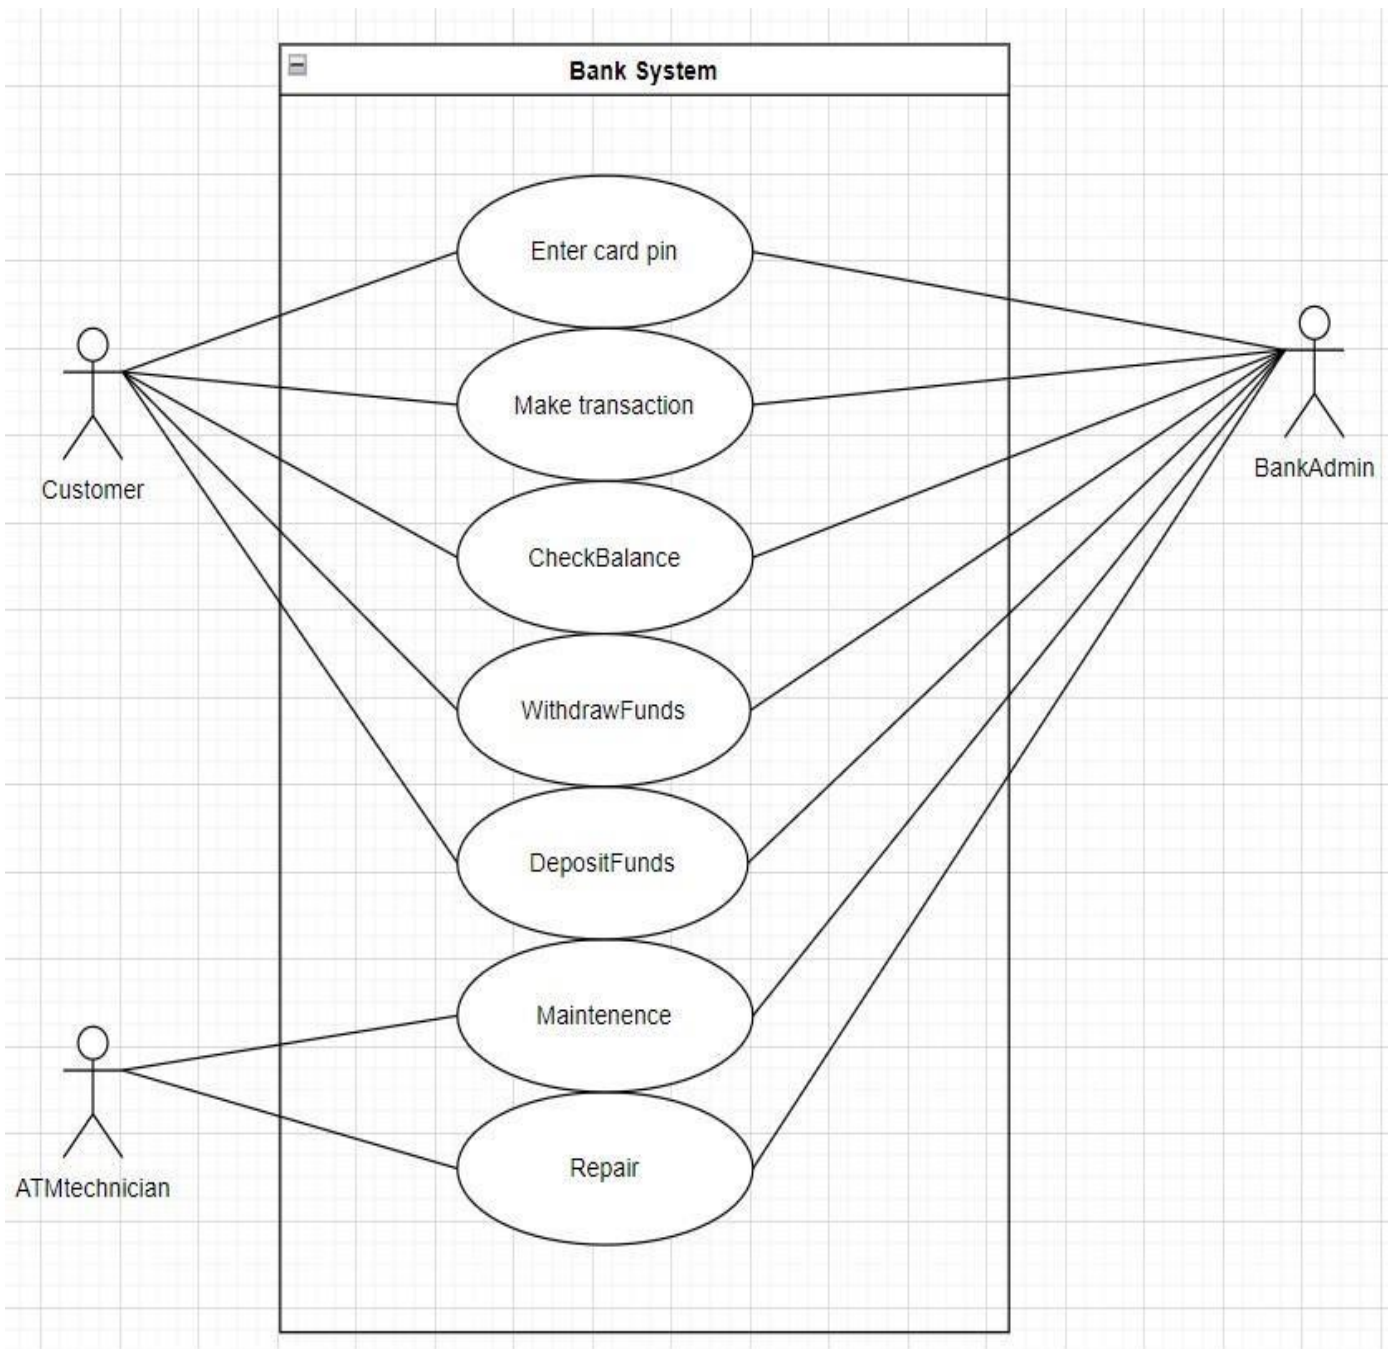 Bank System
Enter card pin
Make transaction
Customer
BankAdmin
CheckBalance
WithdrawFunds
DepositFunds
Maintenence
ATMtechnician
Repair